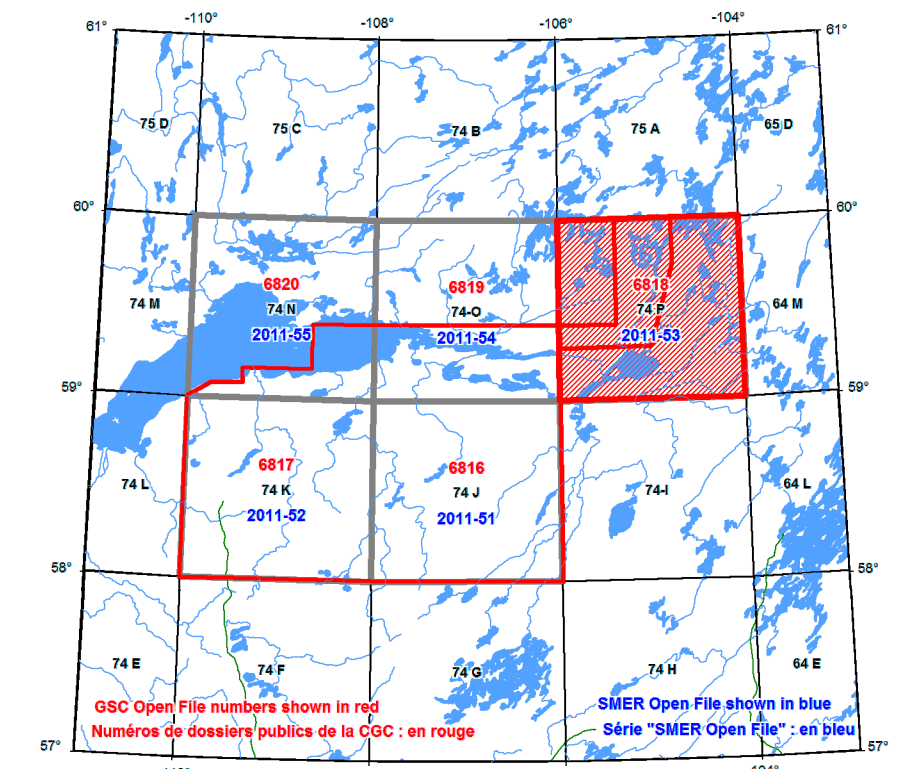 -110° -108° -106° -104°
61° 61°
75 D 75 C 74 B 75 A 65 D
60° 60°
6820 6819 6818
74 M 74 N 74-O 74 P 64 M
2011-55 2011-54 2011-53
59° 59°
6817 6816
74 L 74 K 74 J 74-I 64 L
2011-52 2011-51
58° 58°
74 E 74 F 74 G 74 H 64 E
GSC Open File numbers shown in red
Numéros de dossiers publics de la CGC : en rouge
SMER Open File shown in blue
Série "SMER Open File" : en bleu
57° 57°